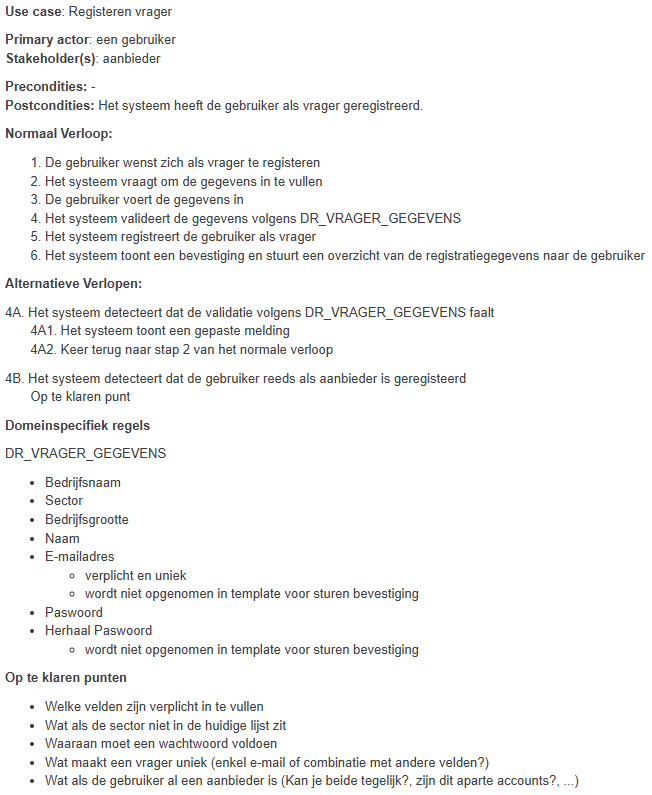 Use case: Registeren vrager
Primary actor: een gebruiker
Stakeholder(s): aanbieder
Precondities: -
Postcondities: Het systeem heeft de gebruiker als vrager geregistreerd.
Normaal Verloop:
1. De gebruiker wenst zich als vrager te registeren
2. Het systeem vraagt om de gegevens in te vullen
3. De gebruiker voert de gegevens in
4. Het systeem valideert de gegevens volgens DR_VRAGER_GEGEVENS
5. Het systeem registreert de gebruiker als vrager
6. Het systeem toont een bevestiging en stuurt een overzicht van de registratiegegevens naar de gebruiker
Alternatieve Verlopen:
4A. Het systeem detecteert dat de validatie volgens DR_VRAGER_GEGEVENS faalt
4A1. Het systeem toont een gepaste melding
4A2. Keer terug naar stap 2 van het normale verloop
4B. Het systeem detecteert dat de gebruiker reeds als aanbieder is geregisteerd
Op te klaren punt
Domeinspecifiek regels
DR_VRAGER_GEGEVENS
• Bedrijfsnaam
• Sector
• Bedrijfsgrootte
• Naam
• E-mailadres
◦ verplicht en uniek
◦ wordt niet opgenomen in template voor sturen bevestiging
• Paswoord
• Herhaal Paswoord
◦ wordt niet opgenomen in template voor sturen bevestiging
Op te klaren punten
• Welke velden zijn verplicht in te vullen
• Wat als de sector niet in de huidige lijst zit
• Waaraan moet een wachtwoord voldoen
• Wat maakt een vrager uniek (enkel e-mail of combinatie met andere velden?)
• Wat als de gebruiker al een aanbieder is (Kan je beide tegelijk?, zijn dit aparte accounts?, ...)